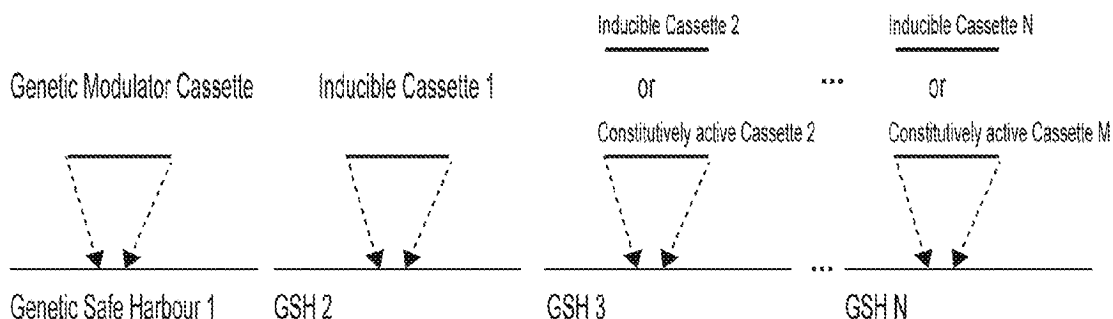 Inducible Cassette 2
Inducible Cassette N
Genetic Modulator Cassette
Inducible Cassette 1
or
...
or
Constitutively active Cassette 2
Constitutively active Cassette M
...
Genetic Safe Harbour 1
GSH 2
GSH 3
GSH N